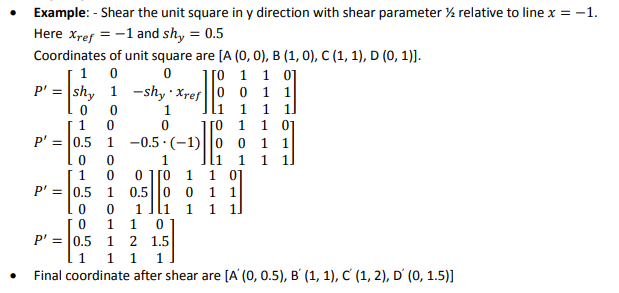 • Example: - Shear the unit square in y direction with shear parameter ½ relative to line x = −1.
Here x_ref = −1 and sh_y = 0.5
Coordinates of unit square are [A (0, 0), B (1, 0), C (1, 1), D (0, 1)].
P′ = [1 0 0; sh_y 1 −sh_y · x_ref; 0 0 1] [0 1 1 0; 0 0 1 1; 1 1 1 1]
P′ = [1 0 0; 0.5 1 −0.5 · (−1); 0 0 1] [0 1 1 0; 0 0 1 1; 1 1 1 1]
P′ = [1 0 0; 0.5 1 0.5; 0 0 1] [0 1 1 0; 0 0 1 1; 1 1 1 1]
P′ = [0 1 1 0; 0.5 1 2 1.5; 1 1 1 1]
• Final coordinate after shear are [A′ (0, 0.5), B′ (1, 1), C′ (1, 2), D′ (0, 1.5)]